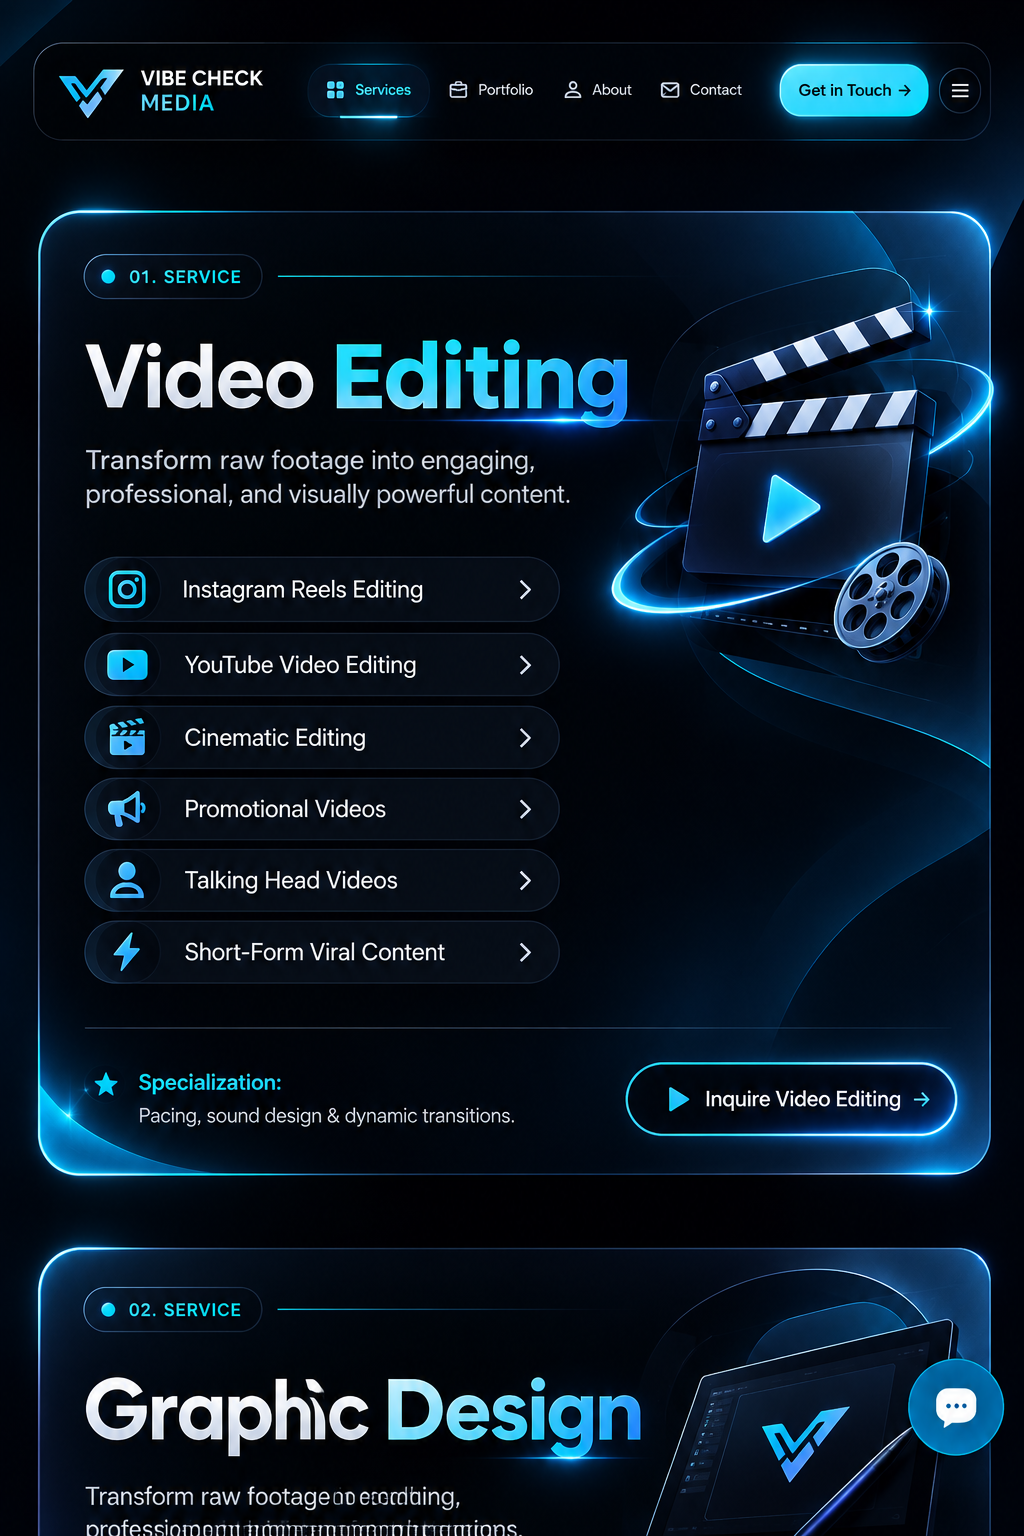 VIBE CHECK
MEDIA
Services
Portfolio
About
Contact
Get in Touch →
01. SERVICE
Video Editing
Transform raw footage into engaging,
professional, and visually powerful content.
Instagram Reels Editing
YouTube Video Editing
Cinematic Editing
Promotional Videos
Talking Head Videos
Short-Form Viral Content
Specialization:
Pacing, sound design & dynamic transitions.
Inquire Video Editing →
02. SERVICE
Graphic Design
Transform raw footage